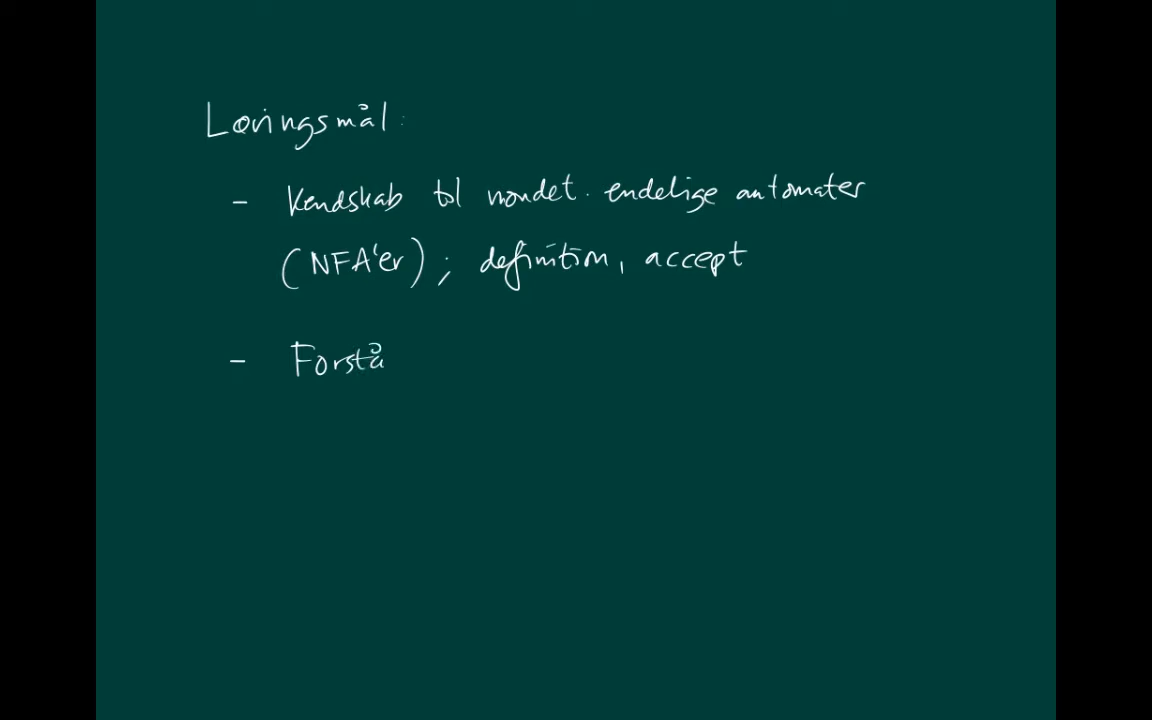 Læringsmål:
- Kendskab til nondet. endelige automater
(NFA'er); definition, accept
- Forstå